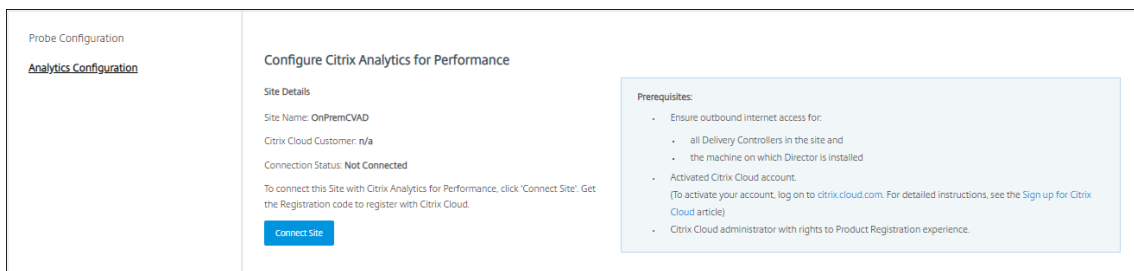 Probe Configuration
Analytics Configuration
Configure Citrix Analytics for Performance
Site Details
Site Name: OnPremCVAD
Citrix Cloud Customer: n/a
Connection Status: Not Connected
To connect this Site with Citrix Analytics for Performance, click 'Connect Site'. Get
the Registration code to register with Citrix Cloud.
Connect Site
Prerequisites:
• Ensure outbound internet access for:
• all Delivery Controllers in the site and
• the machine on which Director is installed
• Activated Citrix Cloud account.
(To activate your account, log on to citrix.cloud.com. For detailed instructions, see the Sign up for Citrix
Cloud article)
• Citrix Cloud administrator with rights to Product Registration experience.